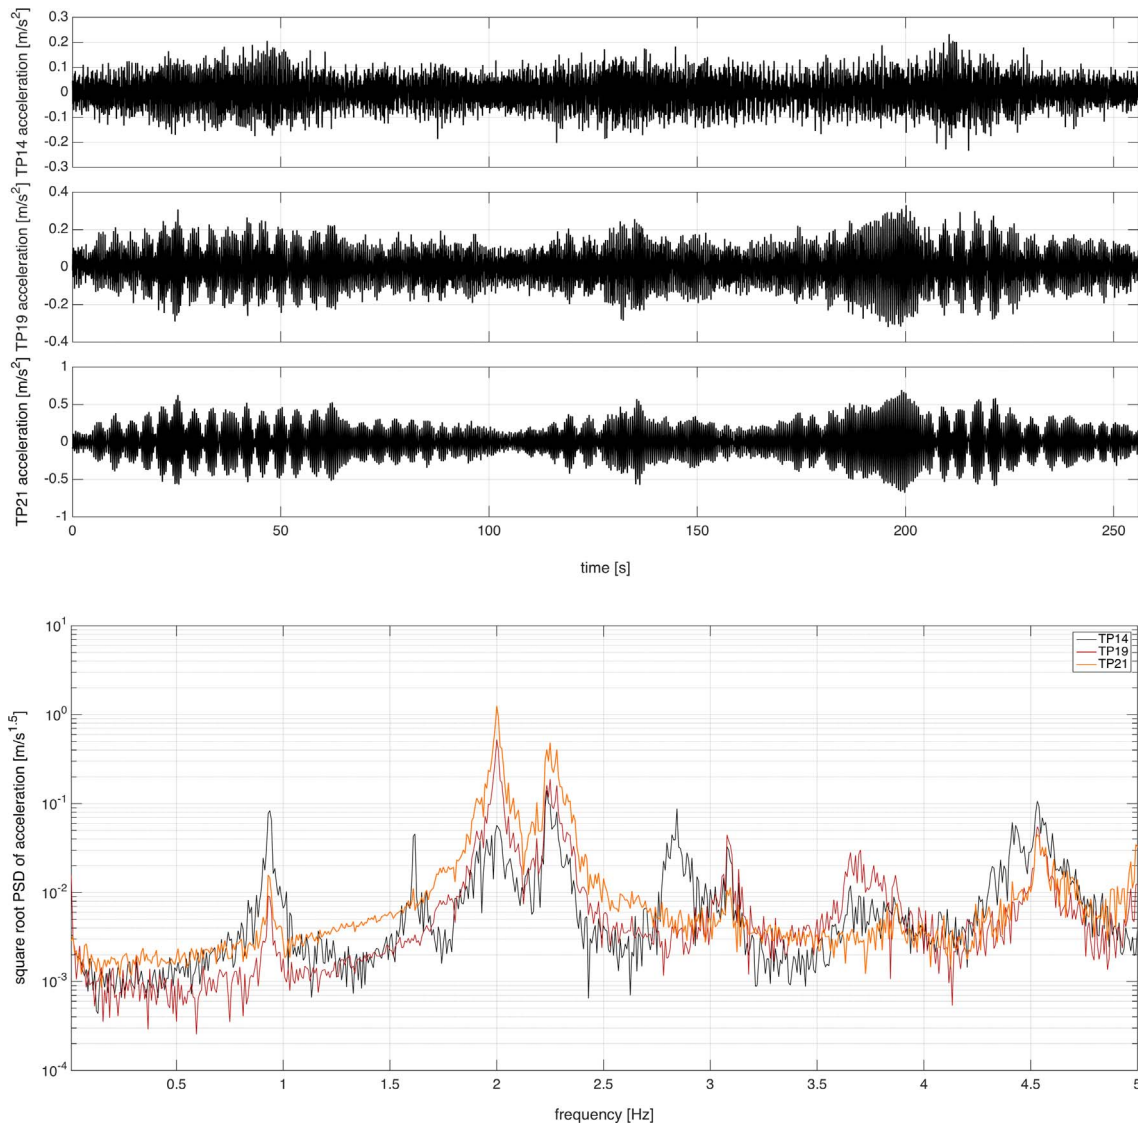 TP14 acceleration [m/s²]
0.3
0.2
0.1
0
-0.1
-0.2
-0.3
TP19 acceleration [m/s²]
0.4
0.2
0
-0.2
-0.4
TP21 acceleration [m/s²]
1
0.5
0
-0.5
-1
0 50 100 150 200 250
time [s]
square root PSD of acceleration [m/s^1.5]
10¹
10⁰
10⁻¹
10⁻²
10⁻³
10⁻⁴
TP14
TP19
TP21
0.5 1 1.5 2 2.5 3 3.5 4 4.5 5
frequency [Hz]